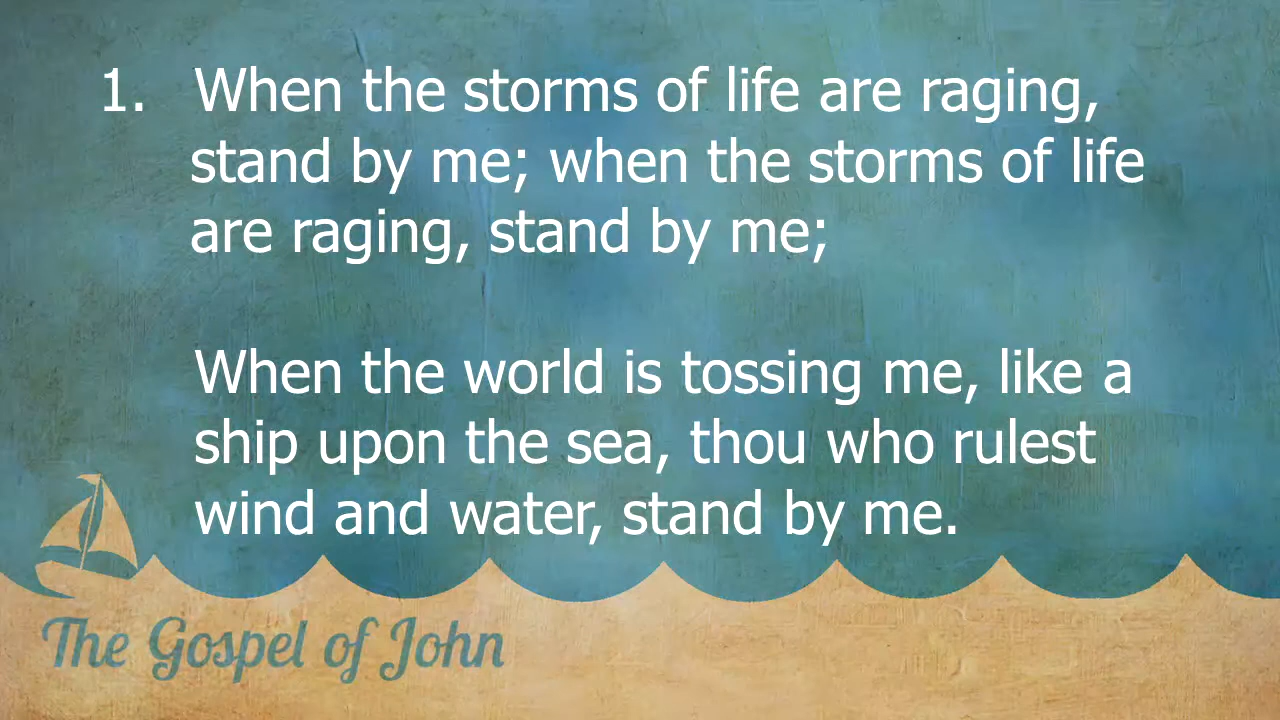 1. When the storms of life are raging,
stand by me; when the storms of life
are raging, stand by me;
When the world is tossing me, like a
ship upon the sea, thou who rulest
wind and water, stand by me.
The Gospel of John